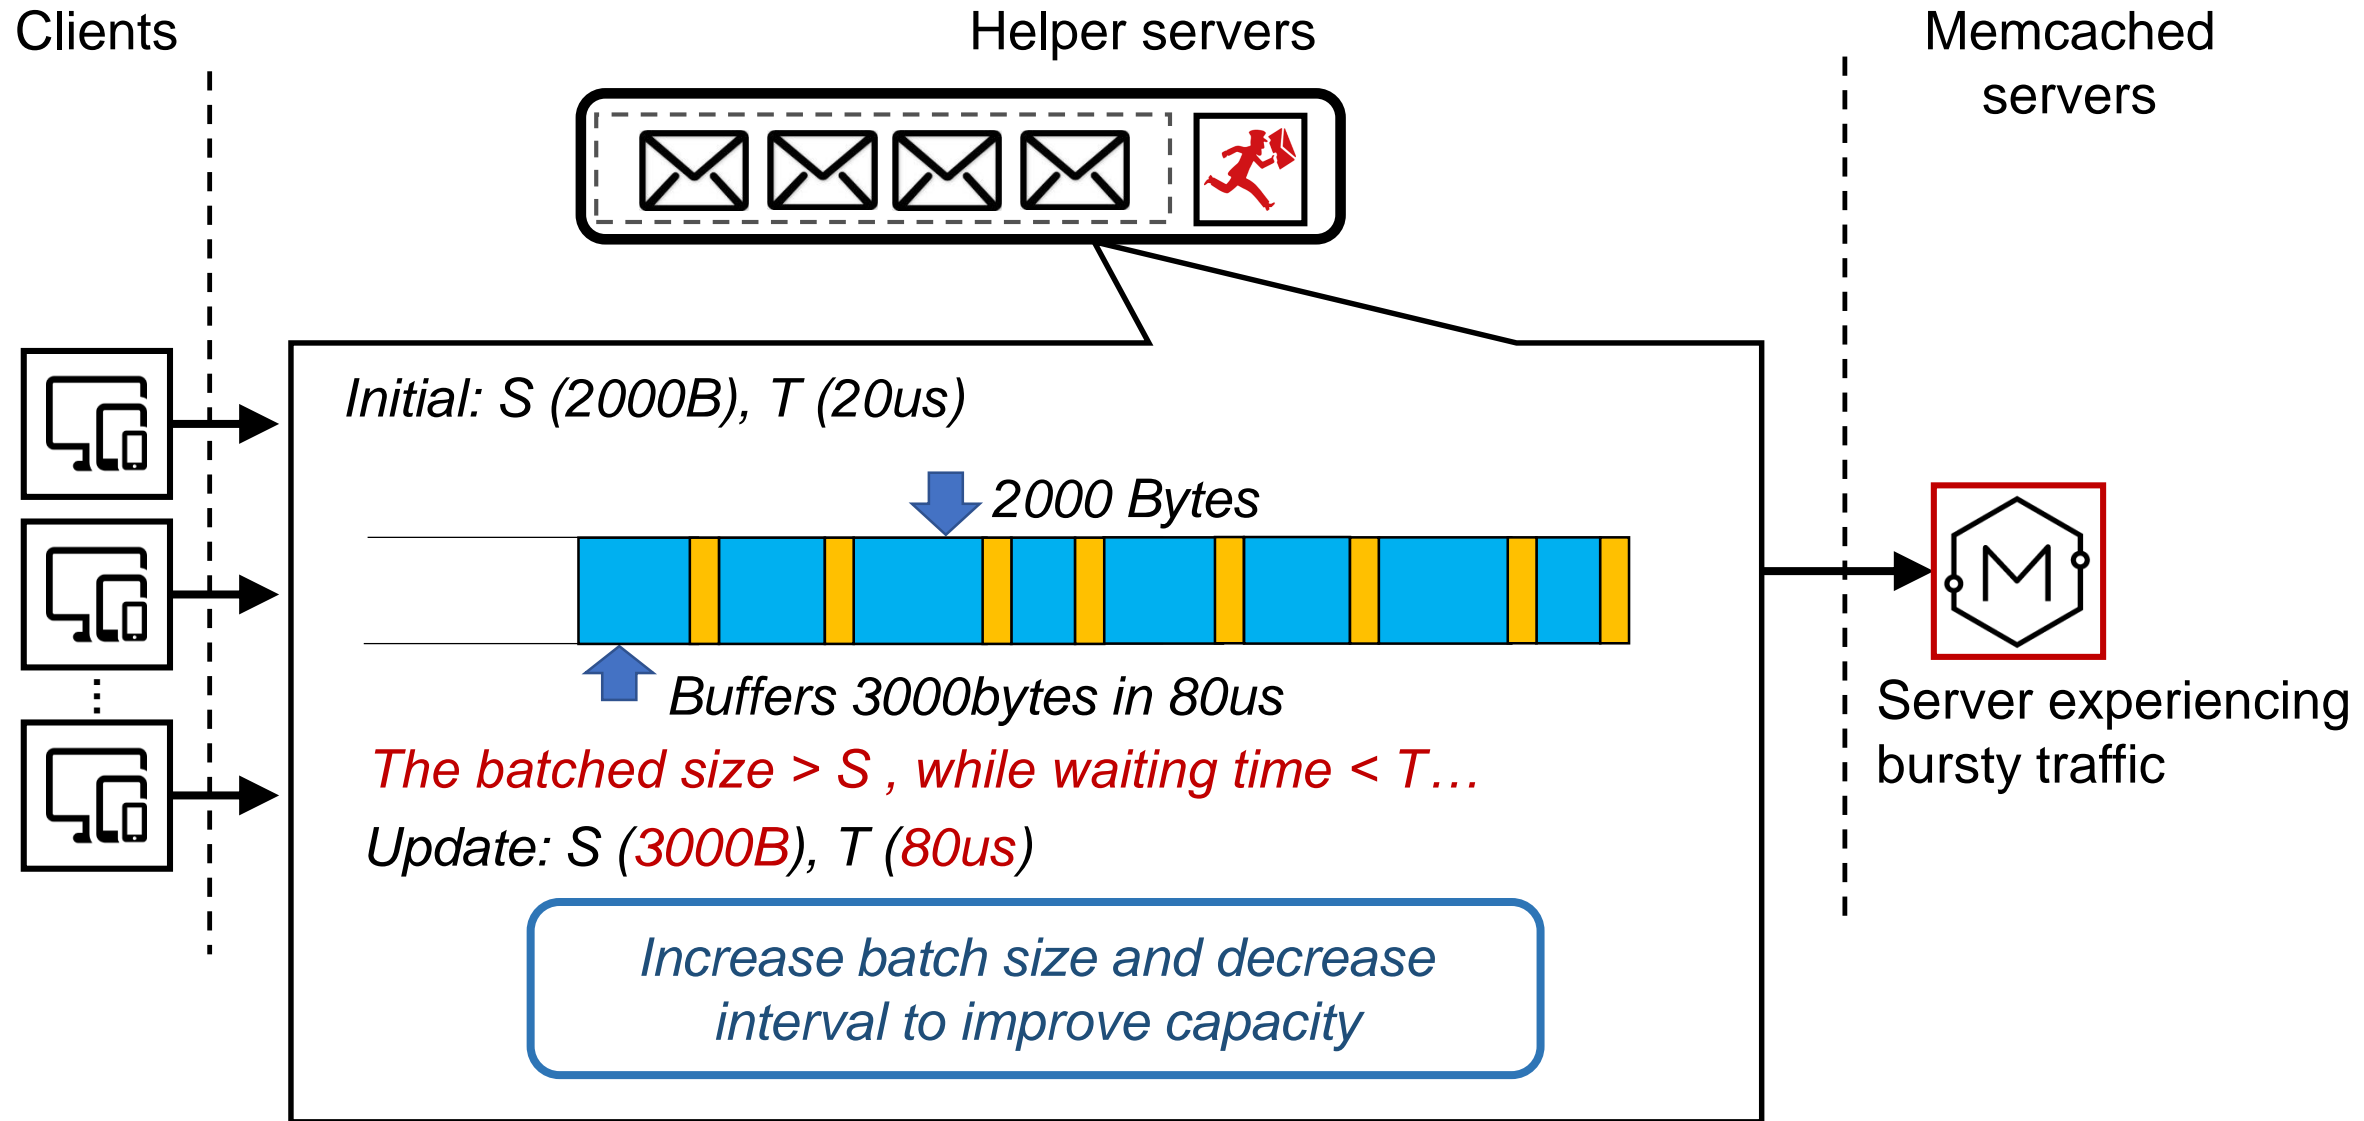 Clients
Helper servers
Memcached
servers
Initial: S (2000B), T (20us)
2000 Bytes
Buffers 3000bytes in 80us
The batched size > S , while waiting time < T…
Update: S (3000B), T (80us)
Increase batch size and decrease
interval to improve capacity
M
Server experiencing
bursty traffic